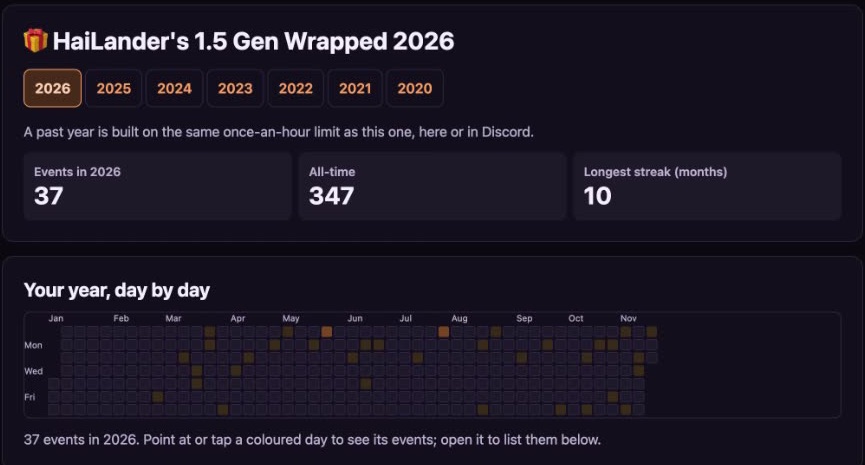 🎁 HaiLander's 1.5 Gen Wrapped 2026
2026 2025 2024 2023 2022 2021 2020
A past year is built on the same once-an-hour limit as this one, here or in Discord.
Events in 2026
37
All-time
347
Longest streak (months)
10
Your year, day by day
Jan Feb Mar Apr May Jun Jul Aug Sep Oct Nov
Mon
Wed
Fri
37 events in 2026. Point at or tap a coloured day to see its events; open it to list them below.